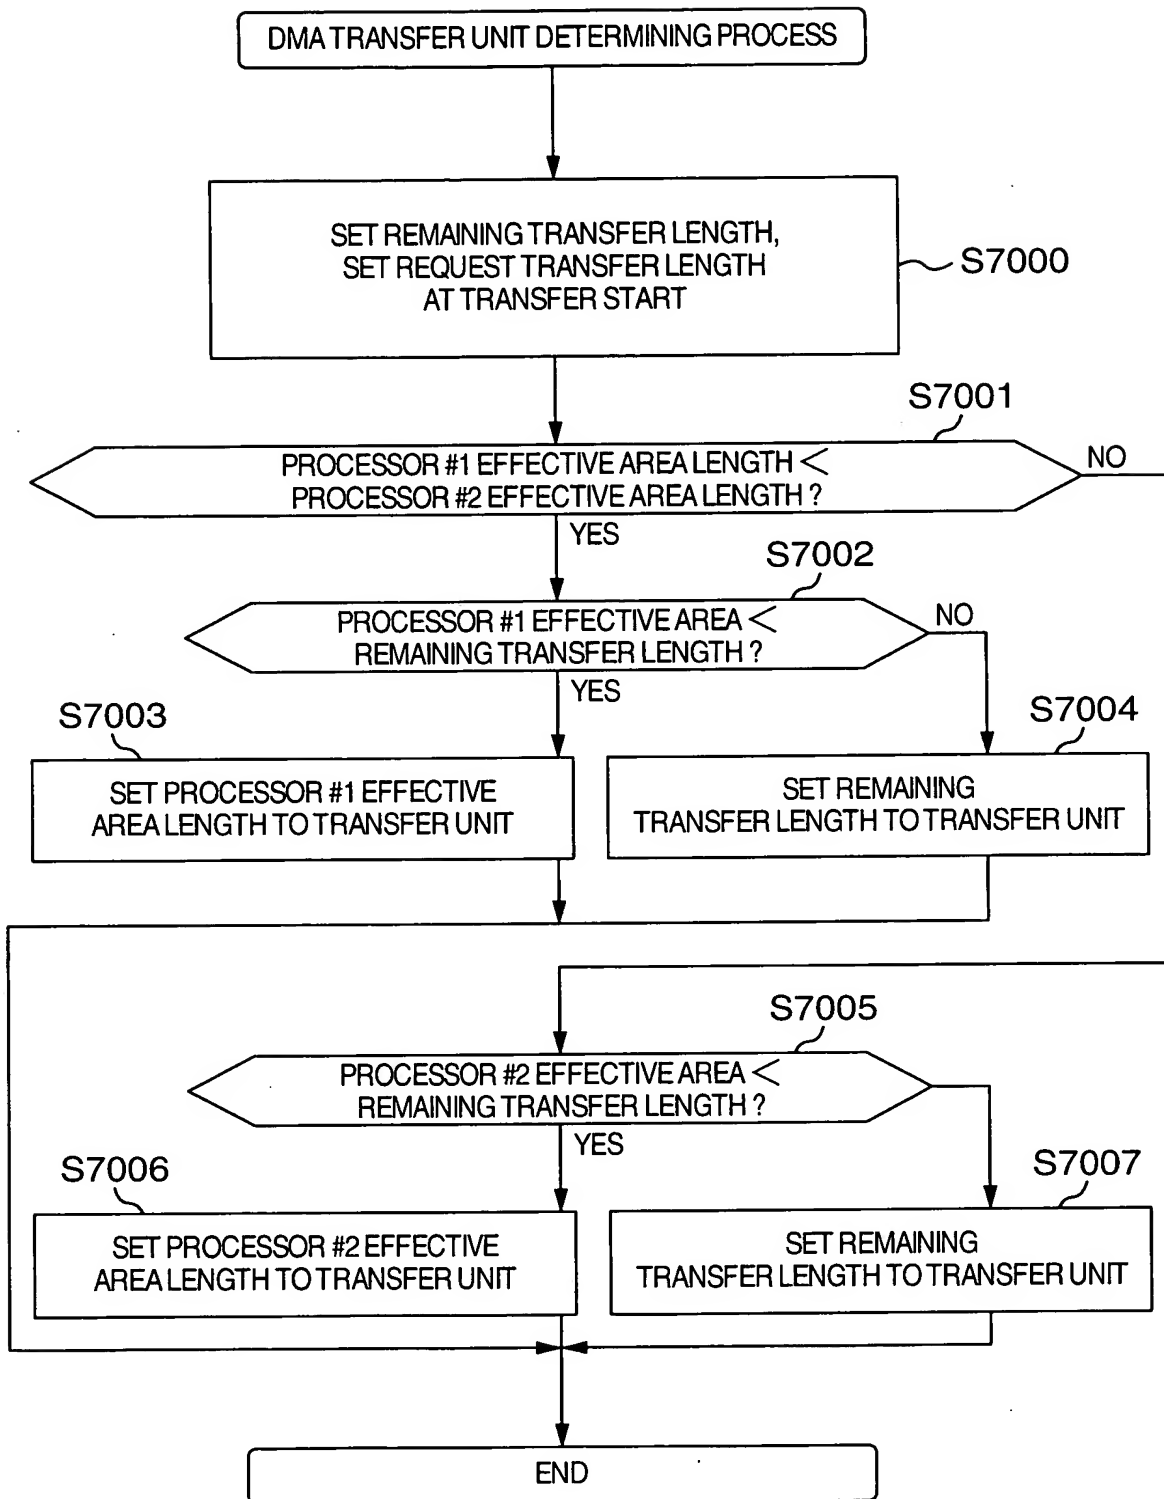 DMA TRANSFER UNIT DETERMINING PROCESS
SET REMAINING TRANSFER LENGTH,
SET REQUEST TRANSFER LENGTH
AT TRANSFER START
S7000
S7001
PROCESSOR #1 EFFECTIVE AREA LENGTH <
PROCESSOR #2 EFFECTIVE AREA LENGTH ?
NO
YES
S7002
PROCESSOR #1 EFFECTIVE AREA <
REMAINING TRANSFER LENGTH ?
NO
YES
S7003
SET PROCESSOR #1 EFFECTIVE
AREA LENGTH TO TRANSFER UNIT
S7004
SET REMAINING
TRANSFER LENGTH TO TRANSFER UNIT
S7005
PROCESSOR #2 EFFECTIVE AREA <
REMAINING TRANSFER LENGTH ?
YES
S7006
SET PROCESSOR #2 EFFECTIVE
AREA LENGTH TO TRANSFER UNIT
S7007
SET REMAINING
TRANSFER LENGTH TO TRANSFER UNIT
END